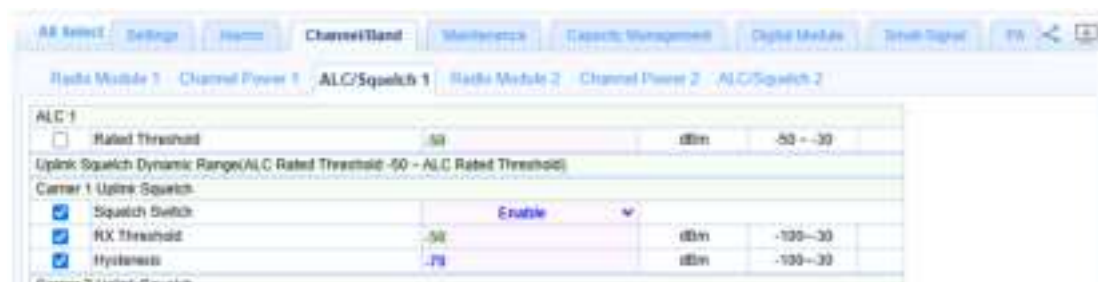 All Select Settings Alarms Channel/Band Maintenance Capacity Management Digital Module Small Signal PA
Radio Module 1 Channel Power 1 ALC/Squelch 1 Radio Module 2 Channel Power 2 ALC/Squelch 2
ALC 1
Rated Threshold -50 dBm -50 ~ -30
Uplink Squelch Dynamic Range(ALC Rated Threshold -50 ~ ALC Rated Threshold)
Carrier 1 Uplink Squelch
Squelch Switch Enable
RX Threshold -50 dBm -100~-30
Hysteresis -70 dBm -100~-30